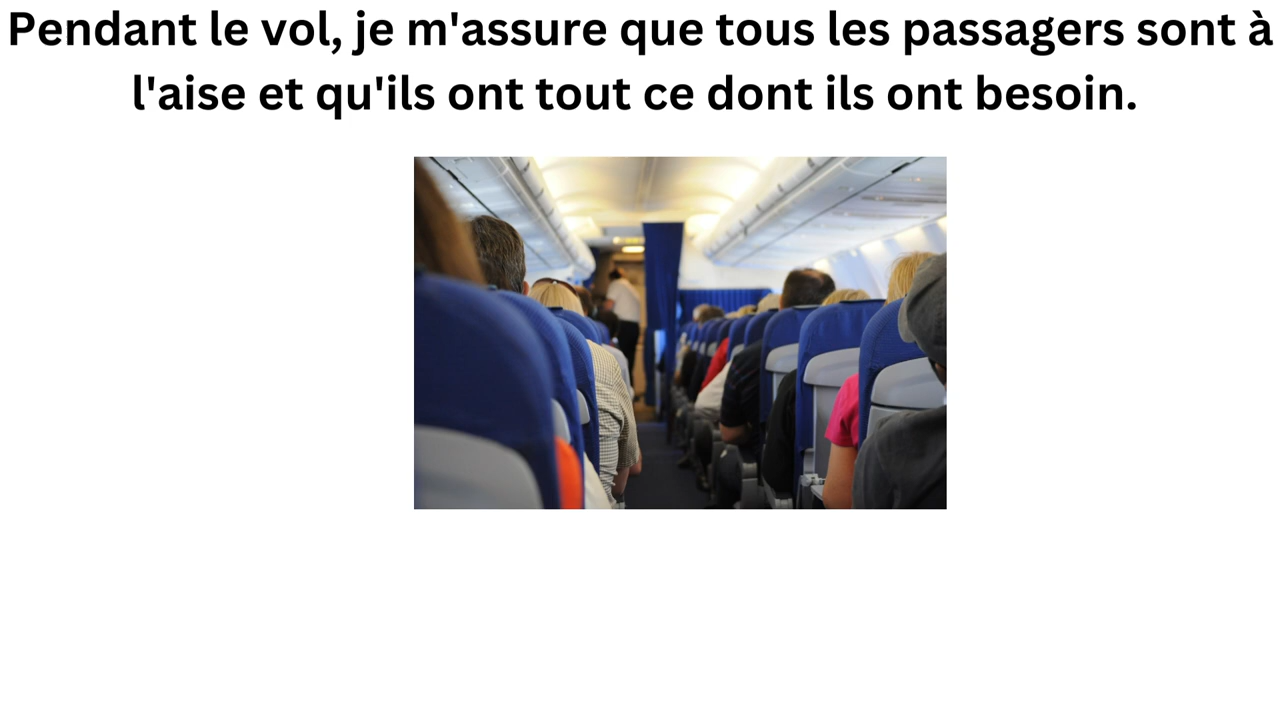 Pendant le vol, je m'assure que tous les passagers sont à
l'aise et qu'ils ont tout ce dont ils ont besoin.